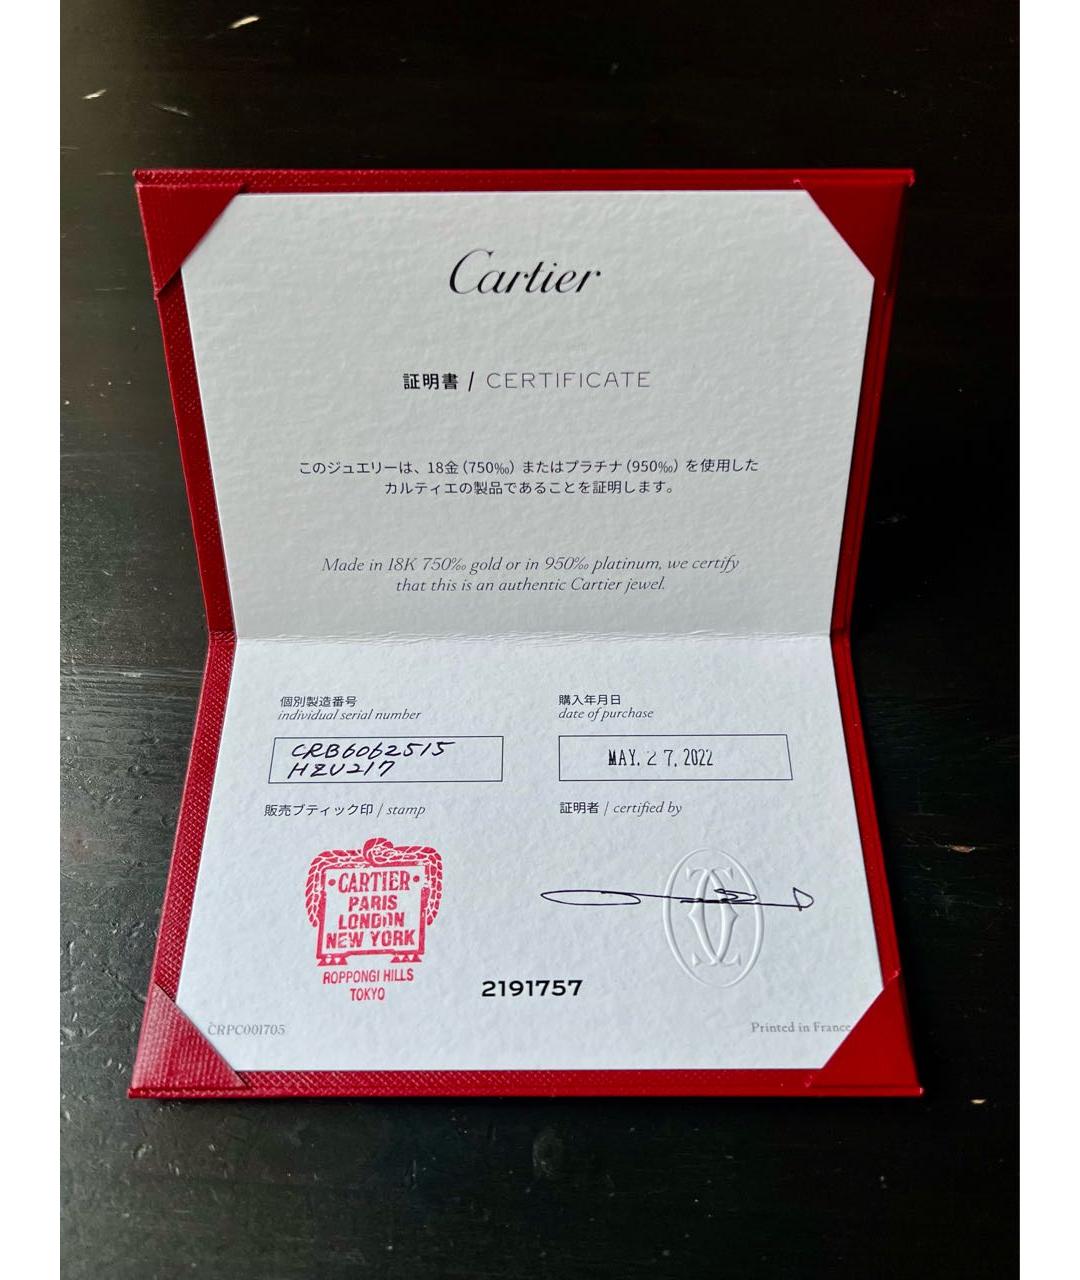 Cartier
証明書 / CERTIFICATE
このジュエリーは、18金(750‰)またはプラチナ(950‰)を使用した
カルティエの製品であることを証明します。
Made in 18K 750‰ gold or in 950‰ platinum, we certify
that this is an authentic Cartier jewel.
個別製造番号
individual serial number
CRB6062515
HZU217
購入年月日
date of purchase
MAY. 27. 2022
販売ブティック印 / stamp
証明者 / certified by
CARTIER
PARIS
LONDON
NEW YORK
ROPPONGI HILLS
TOKYO
2191757
CRPC001705
Printed in France